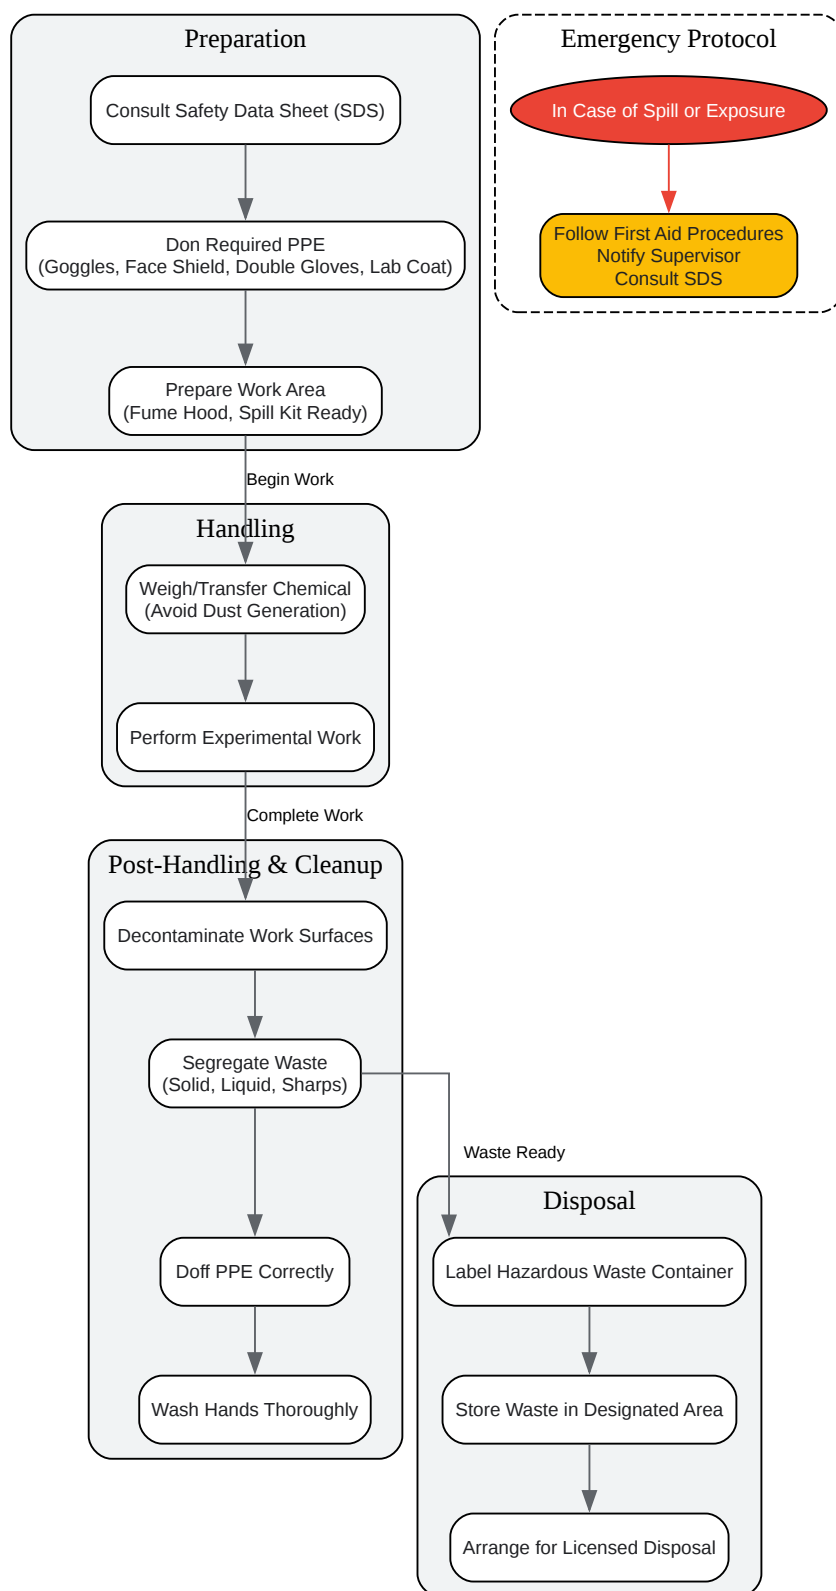 Preparation
Consult Safety Data Sheet (SDS)
Don Required PPE
(Goggles, Face Shield, Double Gloves, Lab Coat)
Prepare Work Area
(Fume Hood, Spill Kit Ready)
Emergency Protocol
In Case of Spill or Exposure
Follow First Aid Procedures
Notify Supervisor
Consult SDS
Begin Work
Handling
Weigh/Transfer Chemical
(Avoid Dust Generation)
Perform Experimental Work
Complete Work
Post-Handling & Cleanup
Decontaminate Work Surfaces
Segregate Waste
(Solid, Liquid, Sharps)
Doff PPE Correctly
Wash Hands Thoroughly
Waste Ready
Disposal
Label Hazardous Waste Container
Store Waste in Designated Area
Arrange for Licensed Disposal